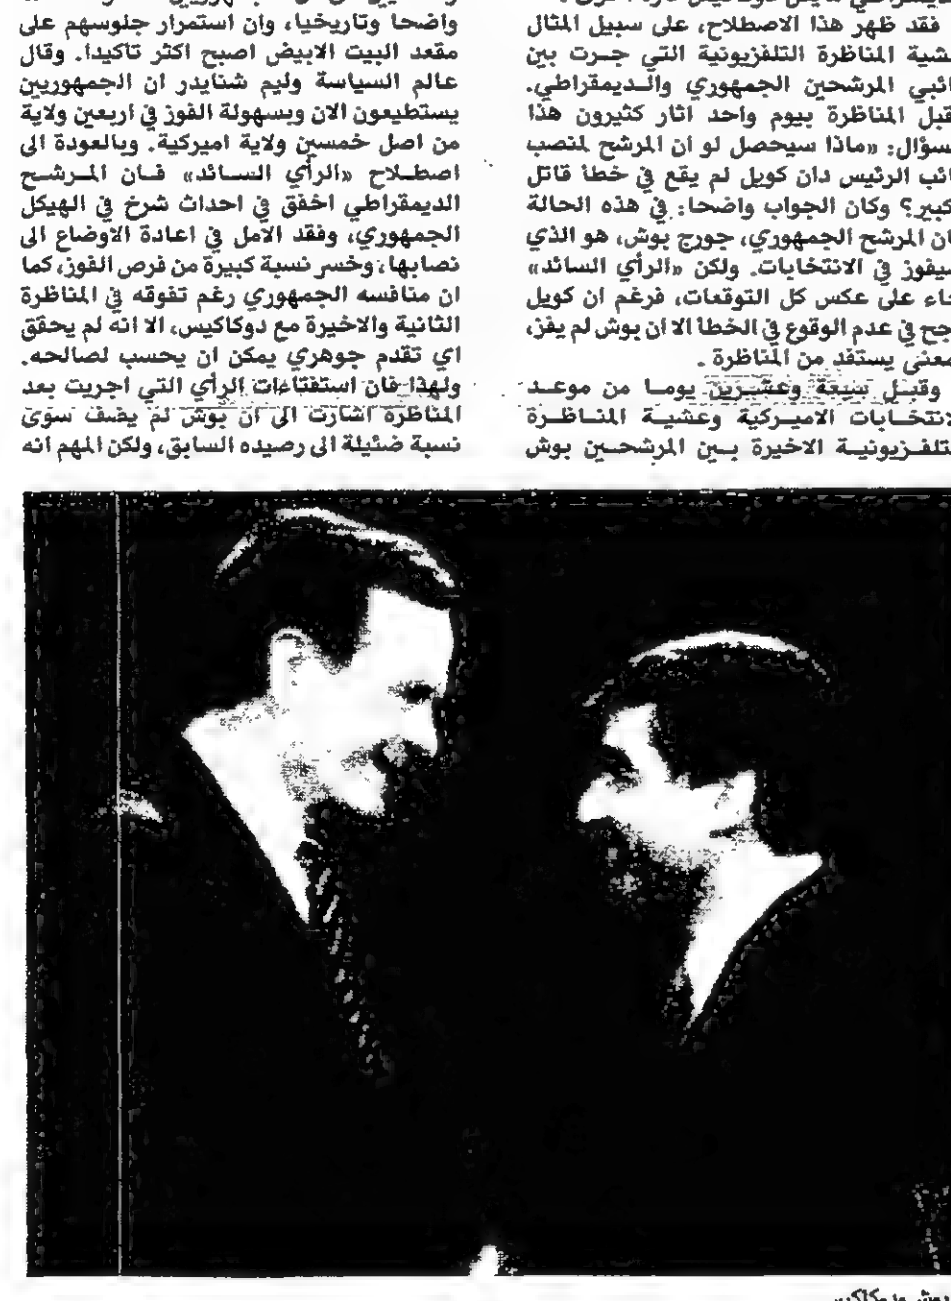 فقد ظهر هذا الاصطلاح، على سبيل المثال
عشية المناظرة التلفزيونية التي جرت بين
نائبي المرشحين الجمهوري والديمقراطي.
فقبل المناظرة بيوم واحد اثار كثيرون هذا
السؤال: «ماذا سيحصل لو ان المرشح لمنصب
نائب الرئيس دان كويل لم يقع في خطأ قاتل
كبير؟ وكان الجواب واضحا: في هذه الحالة
فان المرشح الجمهوري، جورج بوش، هو الذي
سيفوز في الانتخابات. ولكن «الرأي السائد»
جاء على عكس كل التوقعات، فرغم ان كويل
نجح في عدم الوقوع في الخطأ الا ان بوش لم يفز،
بمعنى يستفد من المناظرة.
وقبل سبعة وعشرين يوما من موعد
الانتخابات الاميركية وعشية المناظرة
التلفزيونية الاخيرة بين المرشحين بوش
واضحا وتاريخيا، وان استمرار جلوسهم على
مقعد البيت الابيض اصبح اكثر تاكيدا. وقال
عالم السياسة وليم شنايدر ان الجمهوريين
يستطيعون الان وبسهولة الفوز في اربعين ولاية
من اصل خمسين ولاية اميركية. وبالعودة الى
اصطلاح «الرأي السائد» فان المرشح
الديمقراطي اخفق في احداث شرخ في الهيكل
الجمهوري، وفقد الامل في اعادة الاوضاع الى
نصابها، وخسر نسبة كبيرة من فرص الفوز، كما
ان منافسه الجمهوري رغم تفوقه في المناظرة
الثانية والاخيرة مع دوكاكيس، الا انه لم يحقق
اي تقدم جوهري يمكن ان يحسب لصالحه.
ولهذا فان استفتاءات الرأي التي اجريت بعد
المناظرة اشارت الى ان بوش لم يضف سوى
نسبة ضئيلة الى رصيده السابق، ولكن المهم انه